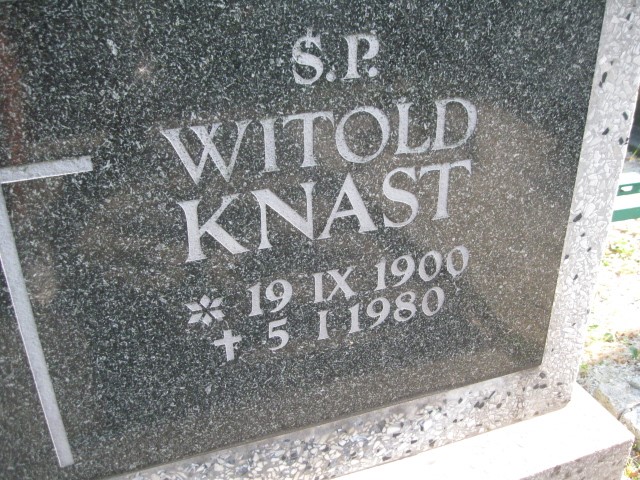 S.P.
WITOLD
KNAST
* 19 IX 1900
+ 5 I 1980